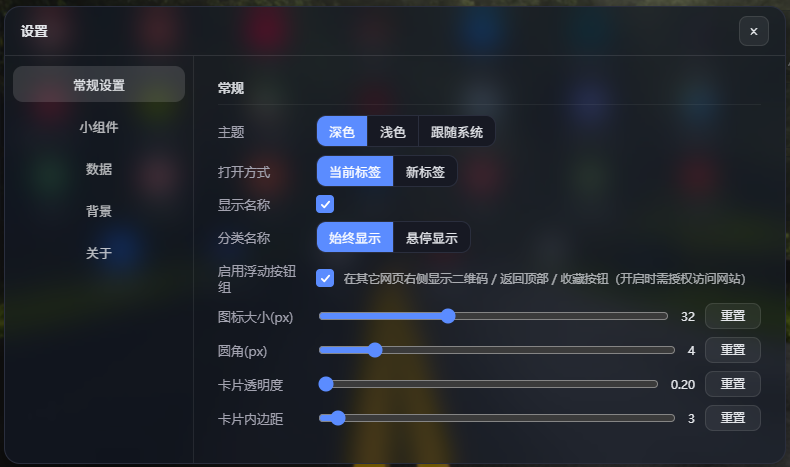 设置
×
常规设置
小组件
数据
背景
关于
常规
主题 深色 浅色 跟随系统
打开方式 当前标签 新标签
显示名称
分类名称 始终显示 悬停显示
启用浮动按钮组 在其它网页右侧显示二维码 / 返回顶部 / 收藏按钮（开启时需授权访问网站）
图标大小(px) 32 重置
圆角(px) 4 重置
卡片透明度 0.20 重置
卡片内边距 3 重置